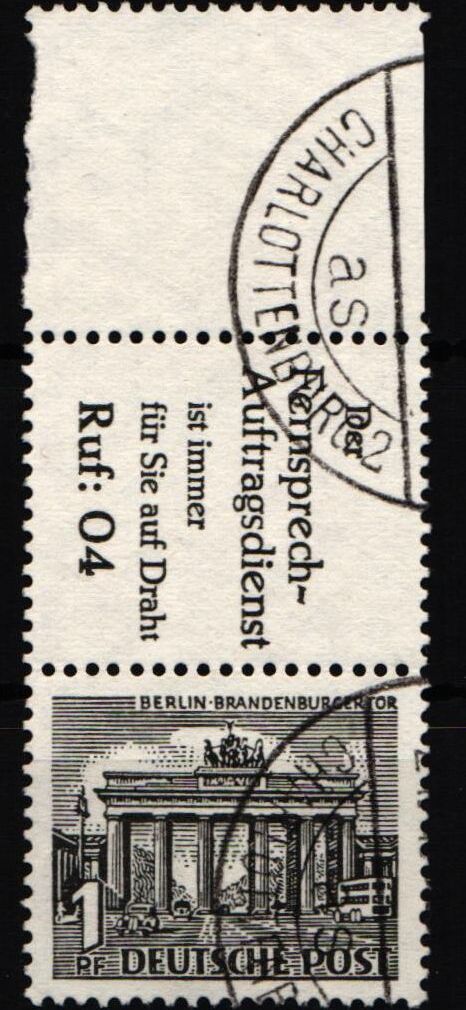 CHARLOTTENBURG 2
as
Der
Fernsprech-
Auftragsdienst
ist immer
für Sie auf Draht
Ruf: 04
BERLIN·BRANDENBURGER TOR
1
PF DEUTSCHE POST